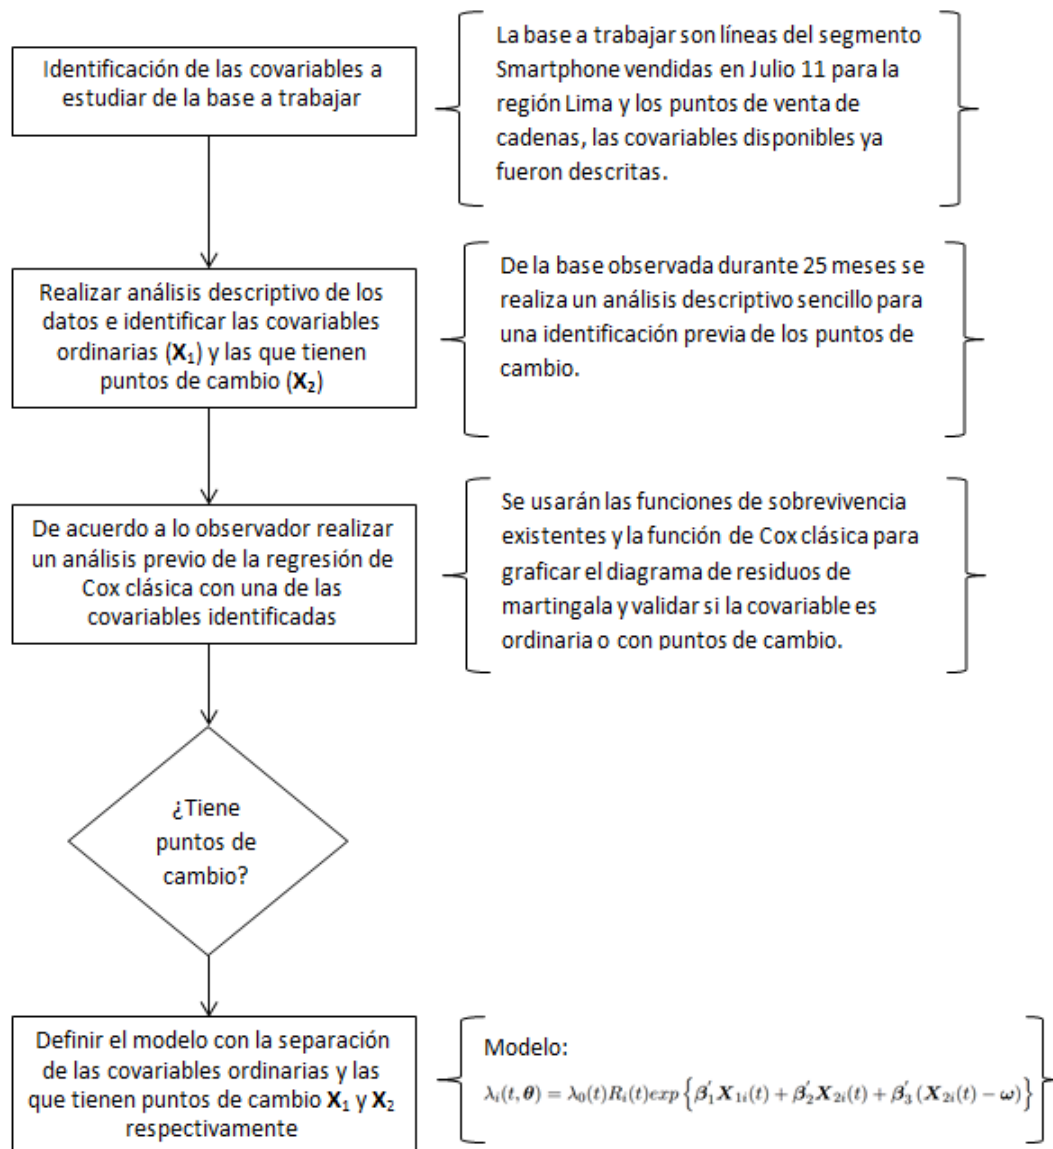 Identificación de las covariables a
estudiar de la base a trabajar
La base a trabajar son líneas del segmento
Smartphone vendidas en Julio 11 para la
región Lima y los puntos de venta de
cadenas, las covariables disponibles ya
fueron descritas.
Realizar análisis descriptivo de los
datos e identificar las covariables
ordinarias (X₁) y las que tienen
puntos de cambio (X₂)
De la base observada durante 25 meses se
realiza un análisis descriptivo sencillo para
una identificación previa de los puntos de
cambio.
De acuerdo a lo observador realizar
un análisis previo de la regresión de
Cox clásica con una de las
covariables identificadas
Se usarán las funciones de sobrevivencia
existentes y la función de Cox clásica para
graficar el diagrama de residuos de
martingala y validar si la covariable es
ordinaria o con puntos de cambio.
¿Tiene
puntos de
cambio?
Definir el modelo con la separación
de las covariables ordinarias y las
que tienen puntos de cambio X₁ y X₂
respectivamente
Modelo:
λᵢ(t, θ) = λ₀(t)Rᵢ(t)exp {β₁′X₁ᵢ(t) + β₂′X₂ᵢ(t) + β₃′ (X₂ᵢ(t) − ω)}